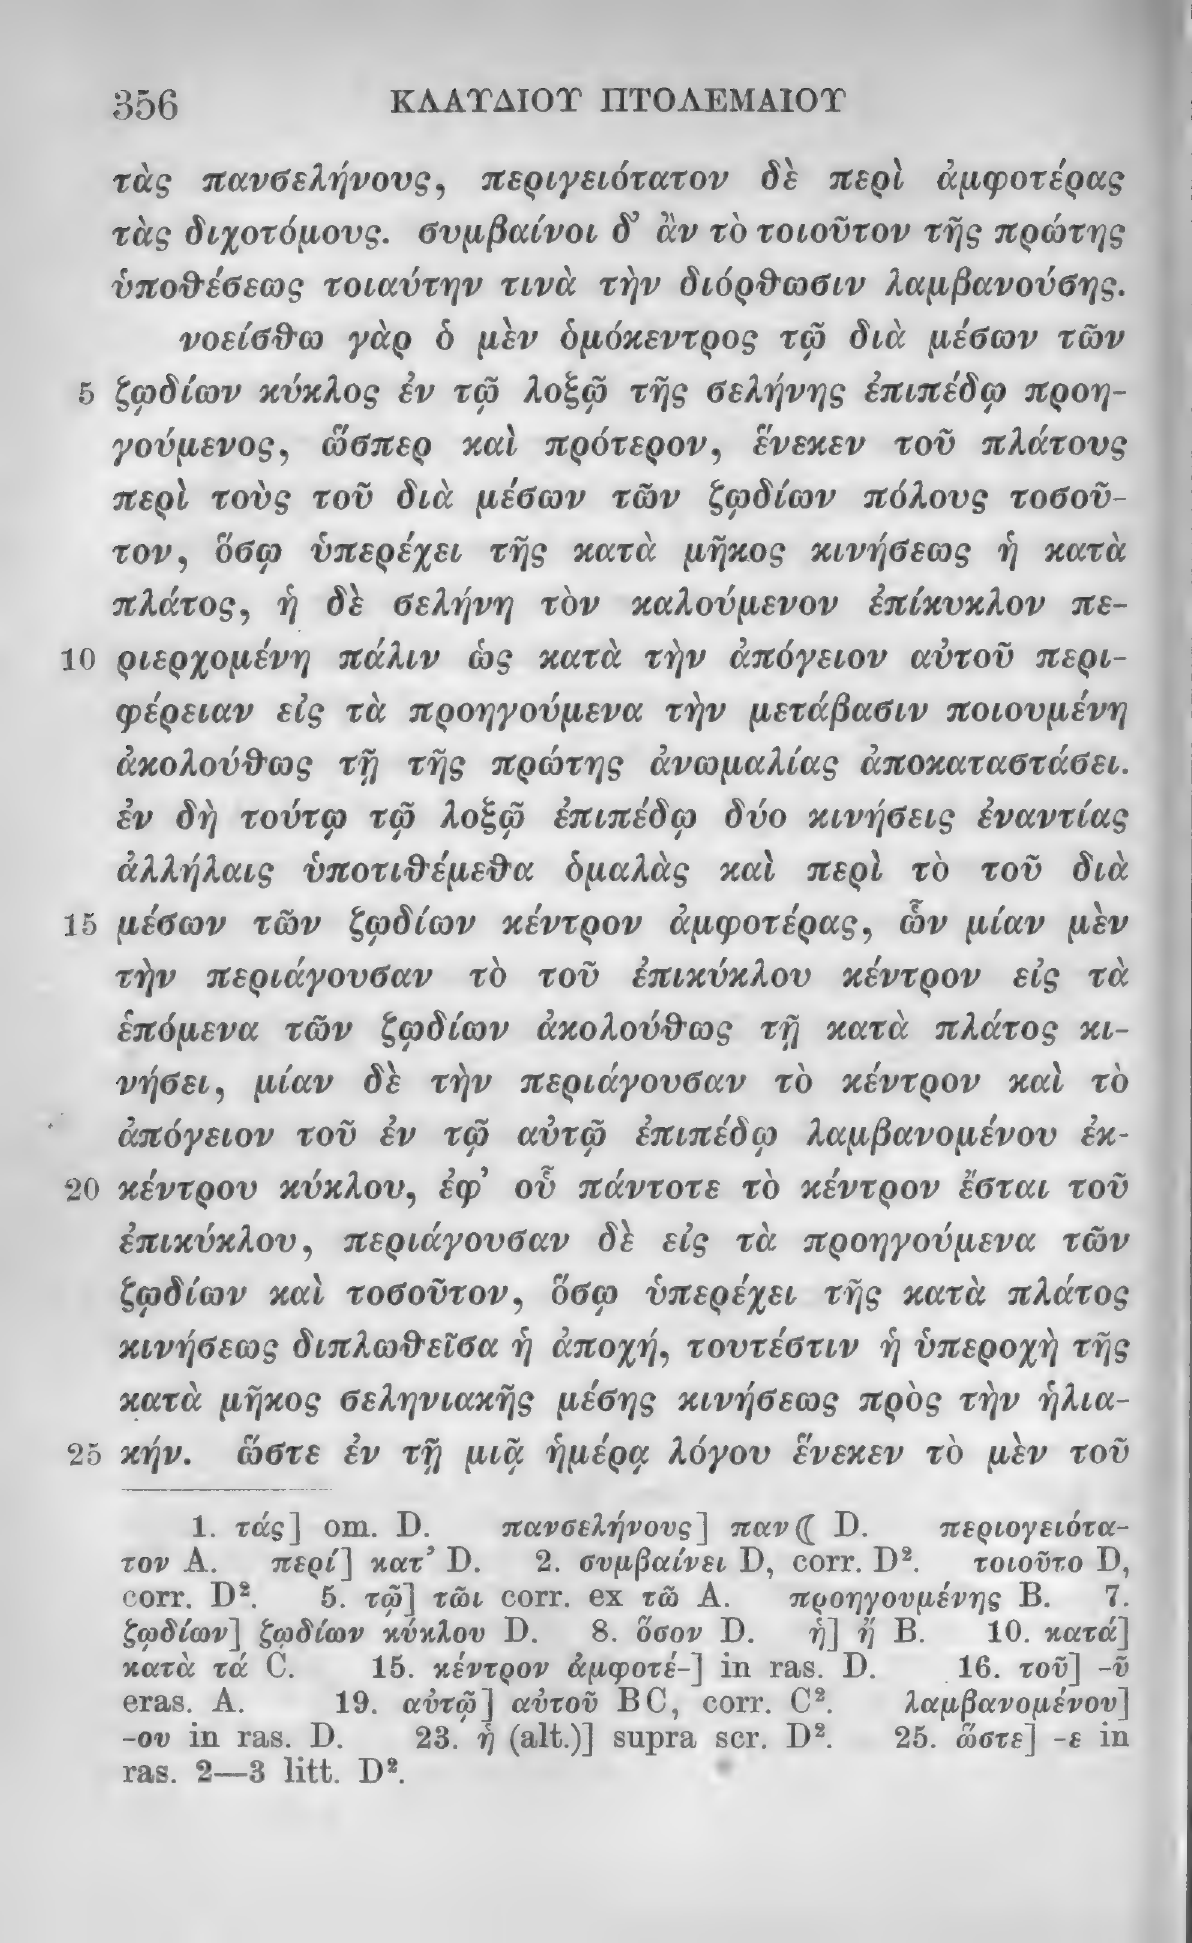 356 ΚΛΑΥΔΙΟΥ ΠΤΟΛΕΜΑΙΟΥ
τὰς πανσελήνους, περιγειότατον δὲ περὶ ἀμφοτέρας
τὰς διχοτόμους. συμβαίνοι δ’ ἂν τὸ τοιοῦτον τῆς πρώτης
ὑποθέσεως τοιαύτην τινὰ τὴν διόρθωσιν λαμβανούσης.
νοείσθω γὰρ ὁ μὲν ὁμόκεντρος τῷ διὰ μέσων τῶν
5 ζῳδίων κύκλος ἐν τῷ λοξῷ τῆς σελήνης ἐπιπέδῳ προη-
γούμενος, ὥσπερ καὶ πρότερον, ἕνεκεν τοῦ πλάτους
περὶ τοὺς τοῦ διὰ μέσων τῶν ζῳδίων πόλους τοσοῦ-
τον, ὅσῳ ὑπερέχει τῆς κατὰ μῆκος κινήσεως ἡ κατὰ
πλάτος, ἡ δὲ σελήνη τὸν καλούμενον ἐπίκυκλον πε-
10 ριερχομένη πάλιν ὡς κατὰ τὴν ἀπόγειον αὐτοῦ περι-
φέρειαν εἰς τὰ προηγούμενα τὴν μετάβασιν ποιουμένη
ἀκολούθως τῇ τῆς πρώτης ἀνωμαλίας ἀποκαταστάσει.
ἐν δὴ τούτῳ τῷ λοξῷ ἐπιπέδῳ δύο κινήσεις ἐναντίας
ἀλλήλαις ὑποτιθέμεθα ὁμαλὰς καὶ περὶ τὸ τοῦ διὰ
15 μέσων τῶν ζῳδίων κέντρον ἀμφοτέρας, ὧν μίαν μὲν
τὴν περιάγουσαν τὸ τοῦ ἐπικύκλου κέντρον εἰς τὰ
ἑπόμενα τῶν ζῳδίων ἀκολούθως τῇ κατὰ πλάτος κι-
νήσει, μίαν δὲ τὴν περιάγουσαν τὸ κέντρον καὶ τὸ
ἀπόγειον τοῦ ἐν τῷ αὐτῷ ἐπιπέδῳ λαμβανομένου ἐκ-
20 κέντρου κύκλου, ἐφ’ οὗ πάντοτε τὸ κέντρον ἔσται τοῦ
ἐπικύκλου, περιάγουσαν δὲ εἰς τὰ προηγούμενα τῶν
ζῳδίων καὶ τοσοῦτον, ὅσῳ ὑπερέχει τῆς κατὰ πλάτος
κινήσεως διπλωθεῖσα ἡ ἀποχή, τουτέστιν ἡ ὑπεροχὴ τῆς
κατὰ μῆκος σεληνιακῆς μέσης κινήσεως πρὸς τὴν ἡλια-
25 κήν. ὥστε ἐν τῇ μιᾷ ἡμέρᾳ λόγου ἕνεκεν τὸ μὲν τοῦ
1. τάς] om. D. πανσελήνους] παν☾ D. περιογειότα-
τον A. περί] κατ’ D. 2. συμβαίνει D, corr. D². τοιοῦτο D,
corr. D². 5. τῷ] τῶι corr. ex τῶ A. προηγουμένης B. 7.
ζῳδίων] ζῳδίων κύκλου D. 8. ὅσον D. ἡ] ἢ B. 10. κατά]
κατὰ τά C. 15. κέντρον ἀμφοτέ-] in ras. D. 16. τοῦ] -ῦ
eras. A. 19. αὐτῷ] αὐτοῦ BC, corr. C². λαμβανομένου]
-ου in ras. D. 23. ἡ (alt.)] supra scr. D². 25. ὥστε] -ε in
ras. 2—3 litt. D².